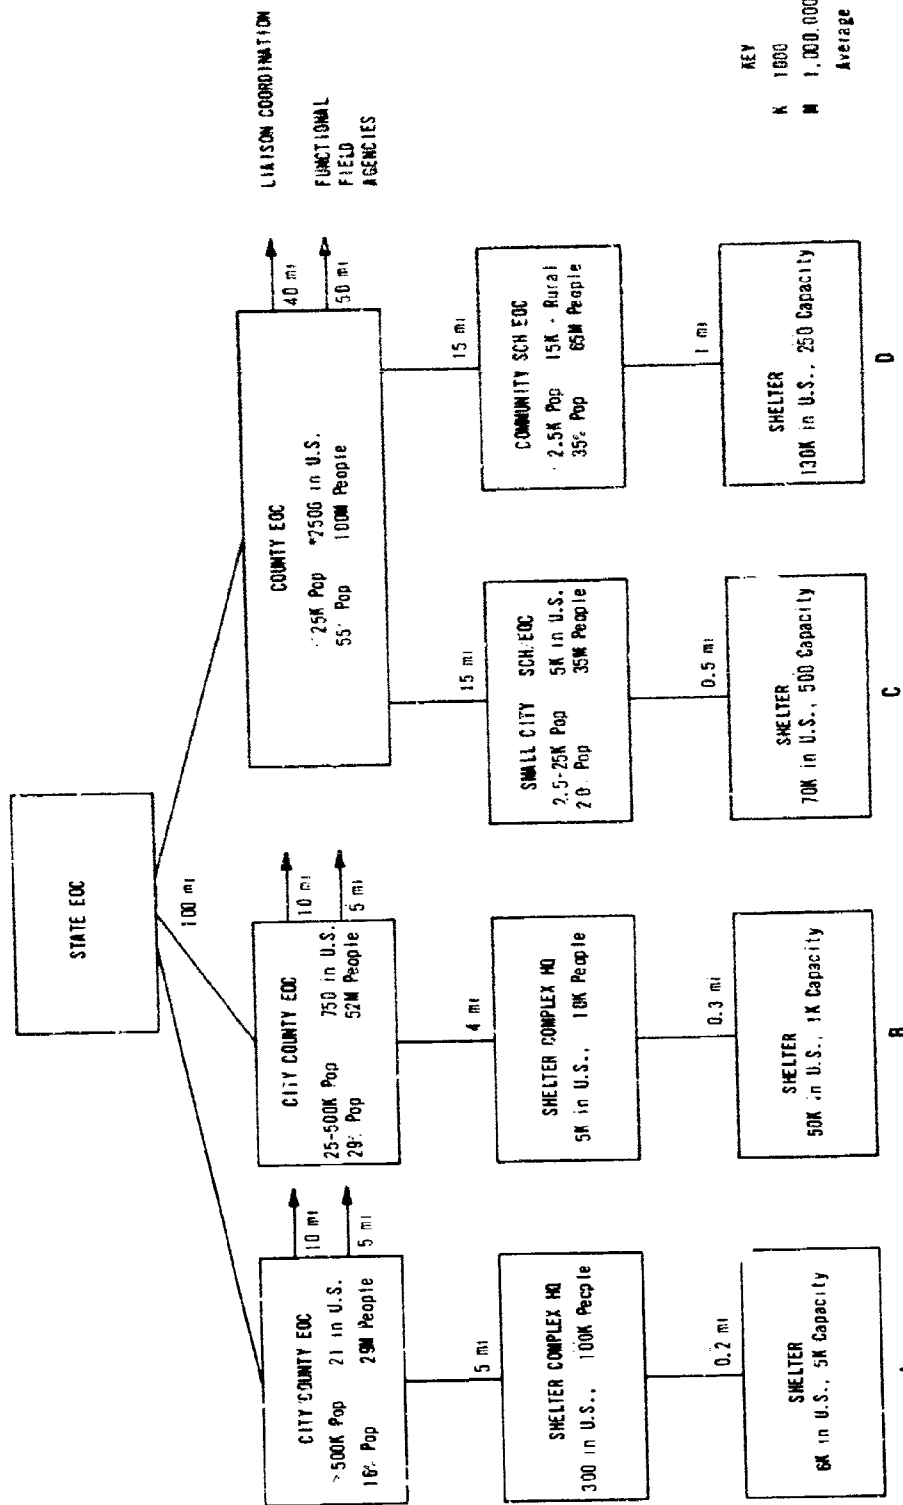 STATE EOC
100 mi
CITY COUNTY EOC
>500K Pop 21 in U.S.
16% Pop 29M People
10 mi
5 mi
CITY COUNTY EOC
25-500K Pop 750 in U.S.
29% Pop 52M People
10 mi
5 mi
COUNTY EOC
25K Pop *2500 in U.S.
55% Pop 100M People
40 mi
50 mi
LIAISON COORDINATION
FUNCTIONAL
FIELD
AGENCIES
5 mi
4 mi
15 mi
15 mi
SHELTER COMPLEX HQ
300 in U.S., 100K People
SHELTER COMPLEX HQ
5K in U.S., 10K People
SMALL CITY SCH/EOC
2.5-25K Pop 5K in U.S.
20% Pop 35M People
COMMUNITY SCH EOC
2.5K Pop 15K - Rural
35% Pop 65M People
0.2 mi
0.3 mi
0.5 mi
1 mi
SHELTER
6K in U.S., 5K Capacity
SHELTER
50K in U.S., 1K Capacity
SHELTER
70K in U.S., 500 Capacity
SHELTER
130K in U.S., 250 Capacity
B
C
D
KEY
K 1000
M 1,000,000
Average